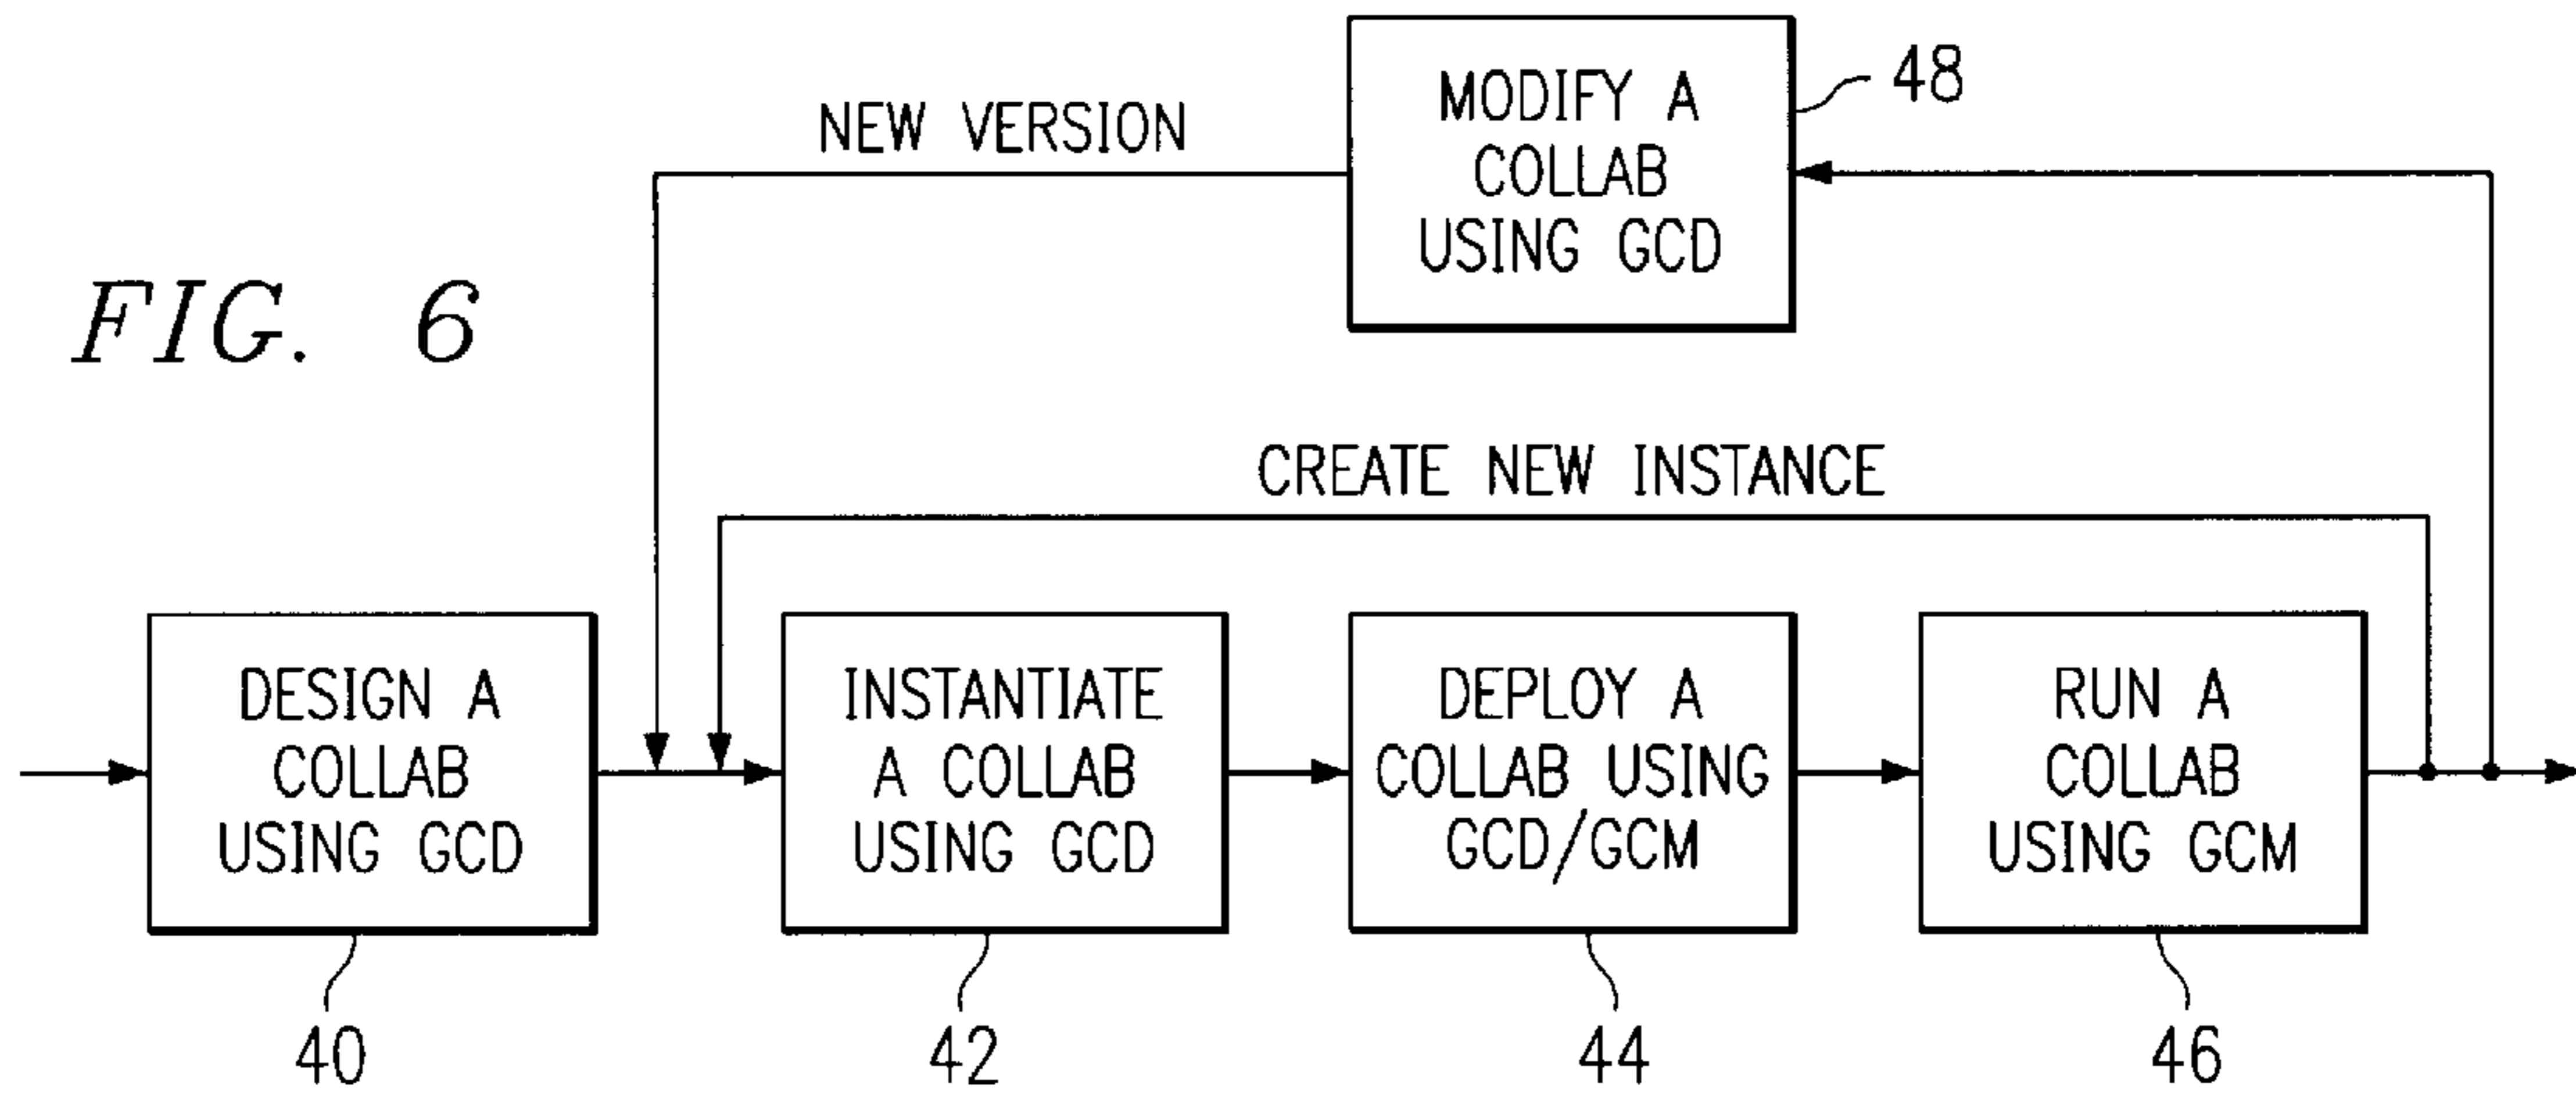 MODIFY A
COLLAB
USING GCD
48
NEW VERSION
FIG. 6
CREATE NEW INSTANCE
DESIGN A
COLLAB
USING GCD
INSTANTIATE
A COLLAB
USING GCD
DEPLOY A
COLLAB USING
GCD/GCM
RUN A
COLLAB
USING GCM
40
42
44
46